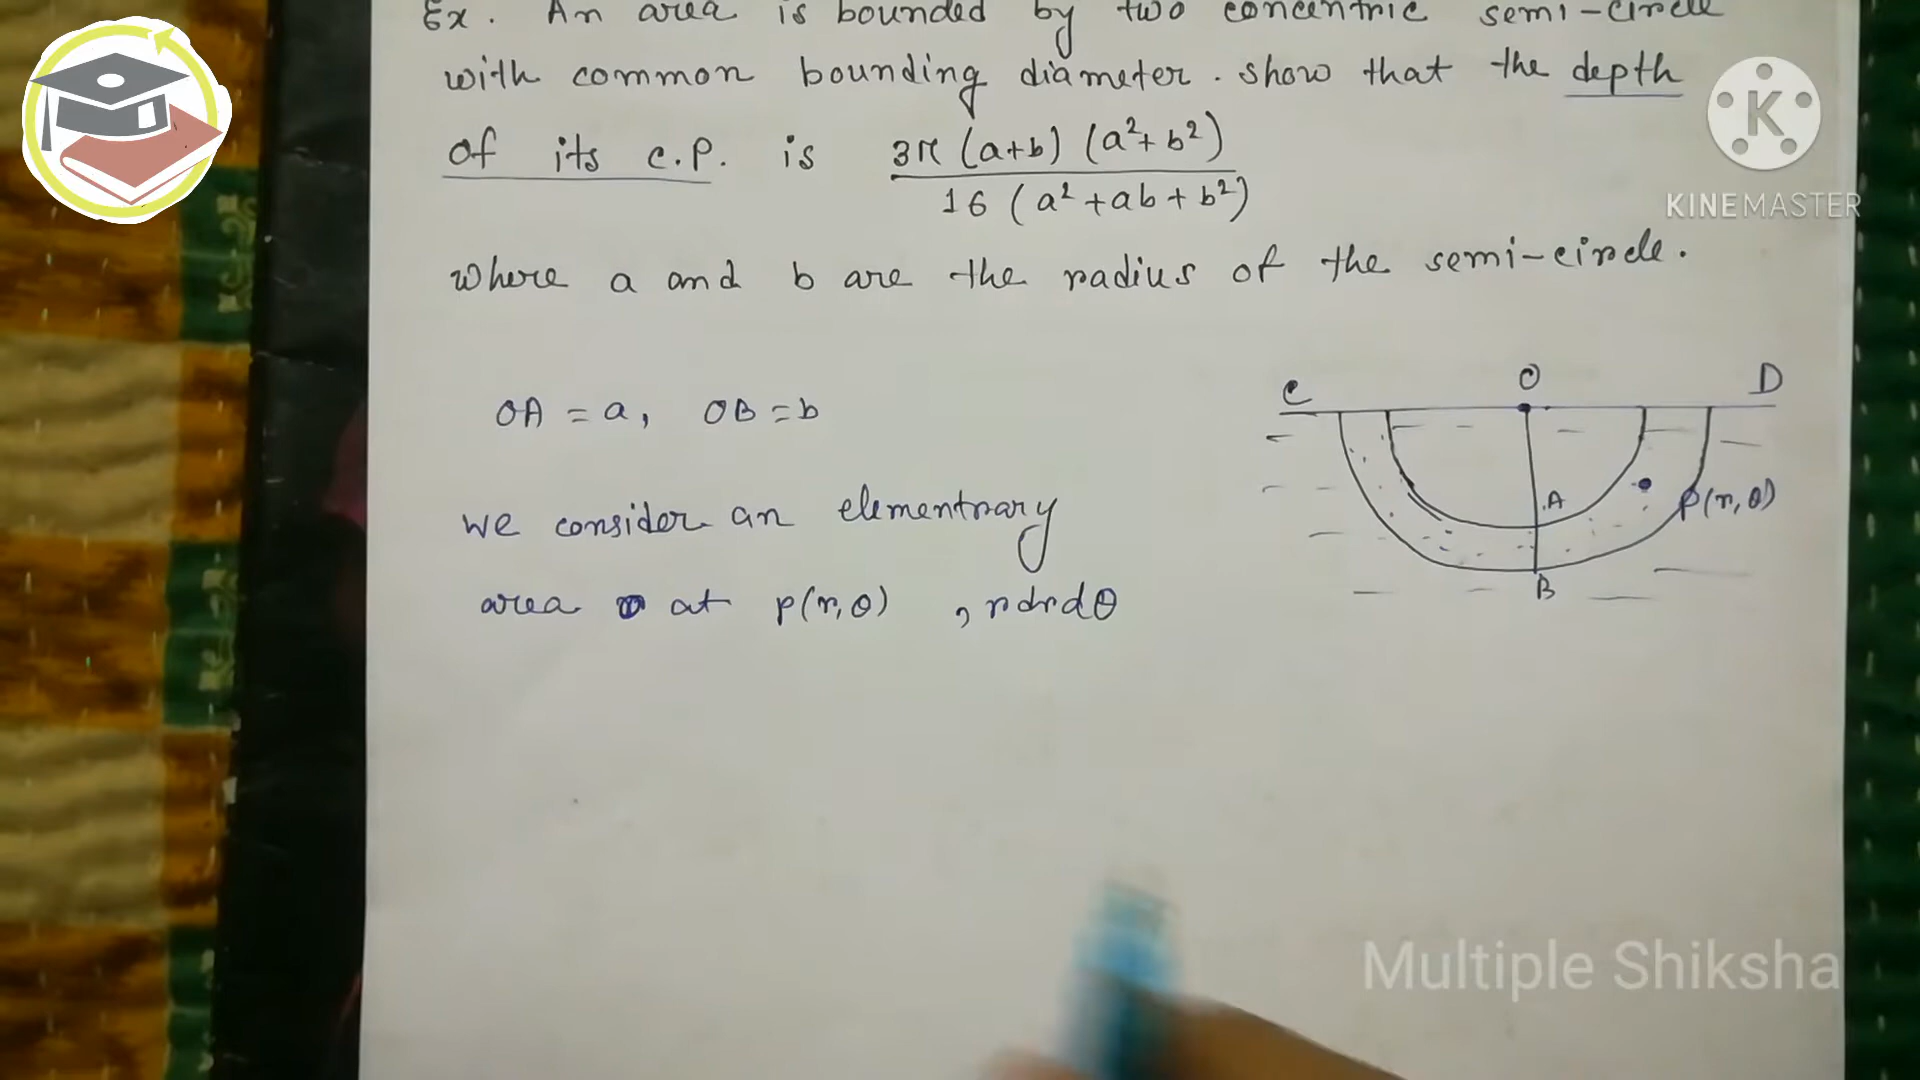 Ex. An area is bounded by two concentric semi-circle
with common bounding diameter. show that the depth
of its c.p. is 3π (a+b) (a²+b²) / 16 (a²+ab+b²)
where a and b are the radius of the semi-circle.
OA = a, OB = b
we consider an elementrary
area at p(r,θ) , rdrdθ
C O D
A
P(r,θ)
B
K
KINEMASTER
Multiple Shiksha